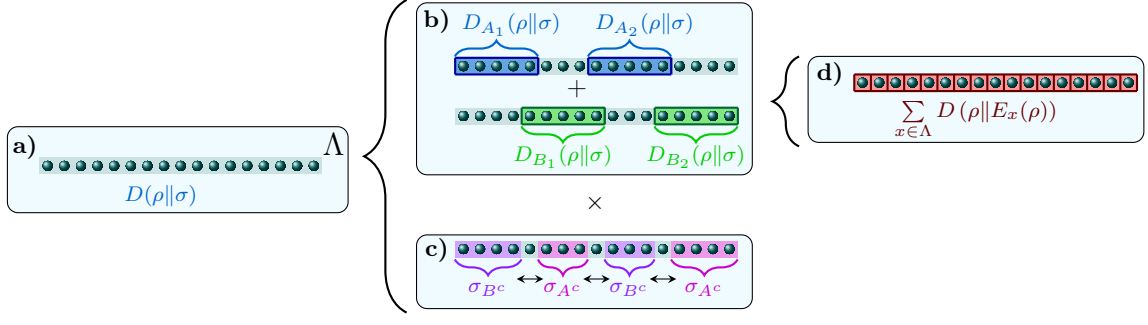 a)
Λ
D(ρ∥σ)
b)
D_{A_1}(ρ∥σ) D_{A_2}(ρ∥σ)
+
D_{B_1}(ρ∥σ) D_{B_2}(ρ∥σ)
×
c)
σ_{B^c} σ_{A^c} σ_{B^c} σ_{A^c}
d)
∑_{x∈Λ} D (ρ∥E_x(ρ))